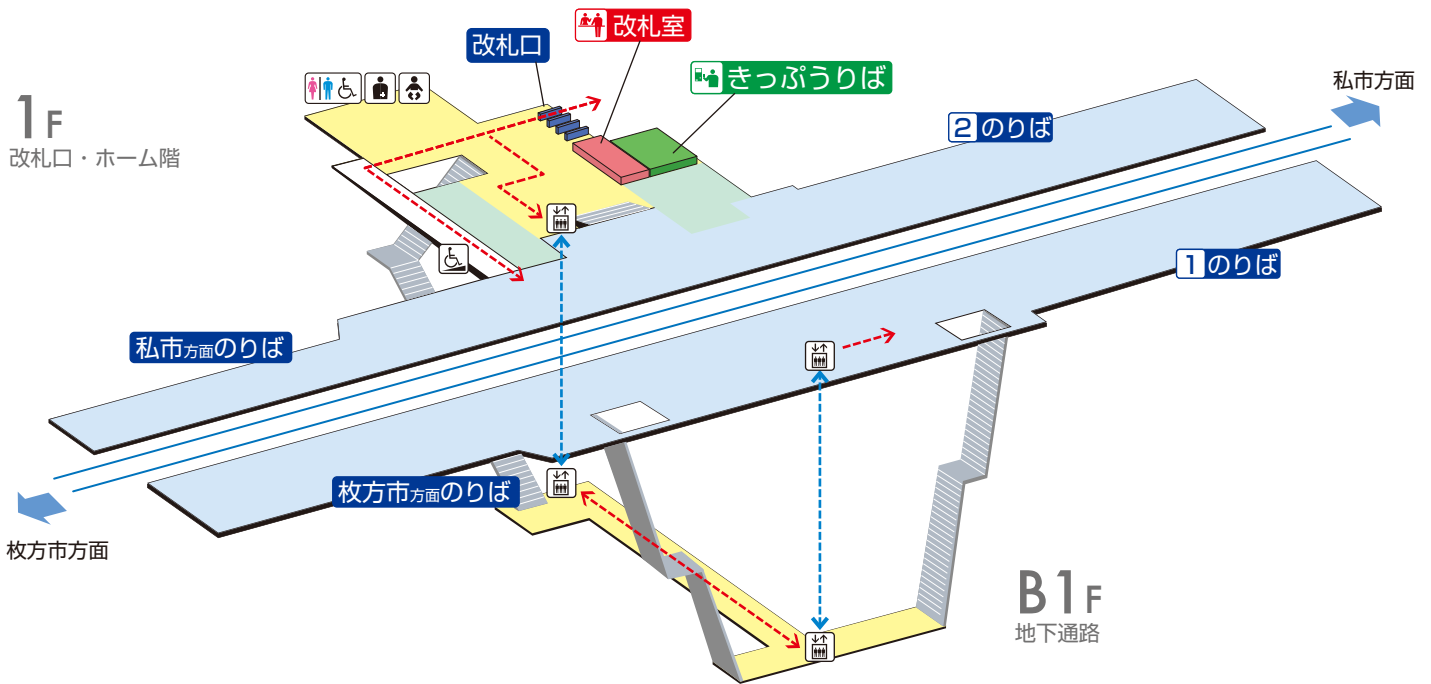 改札室
改札口
きっぷうりば
私市方面
1F
改札口・ホーム階
2のりば
1のりば
私市方面のりば
枚方市方面のりば
枚方市方面
B1F
地下通路